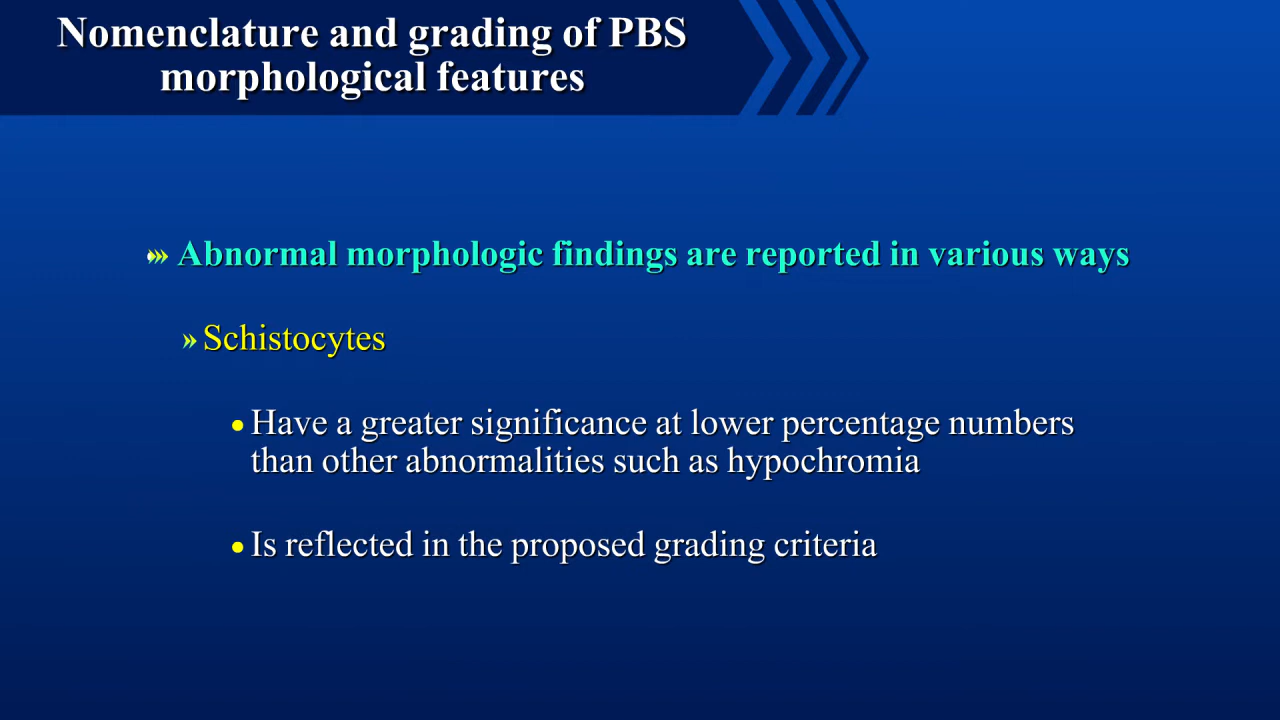 Nomenclature and grading of PBS
morphological features
Abnormal morphologic findings are reported in various ways
Schistocytes
Have a greater significance at lower percentage numbers
than other abnormalities such as hypochromia
Is reflected in the proposed grading criteria